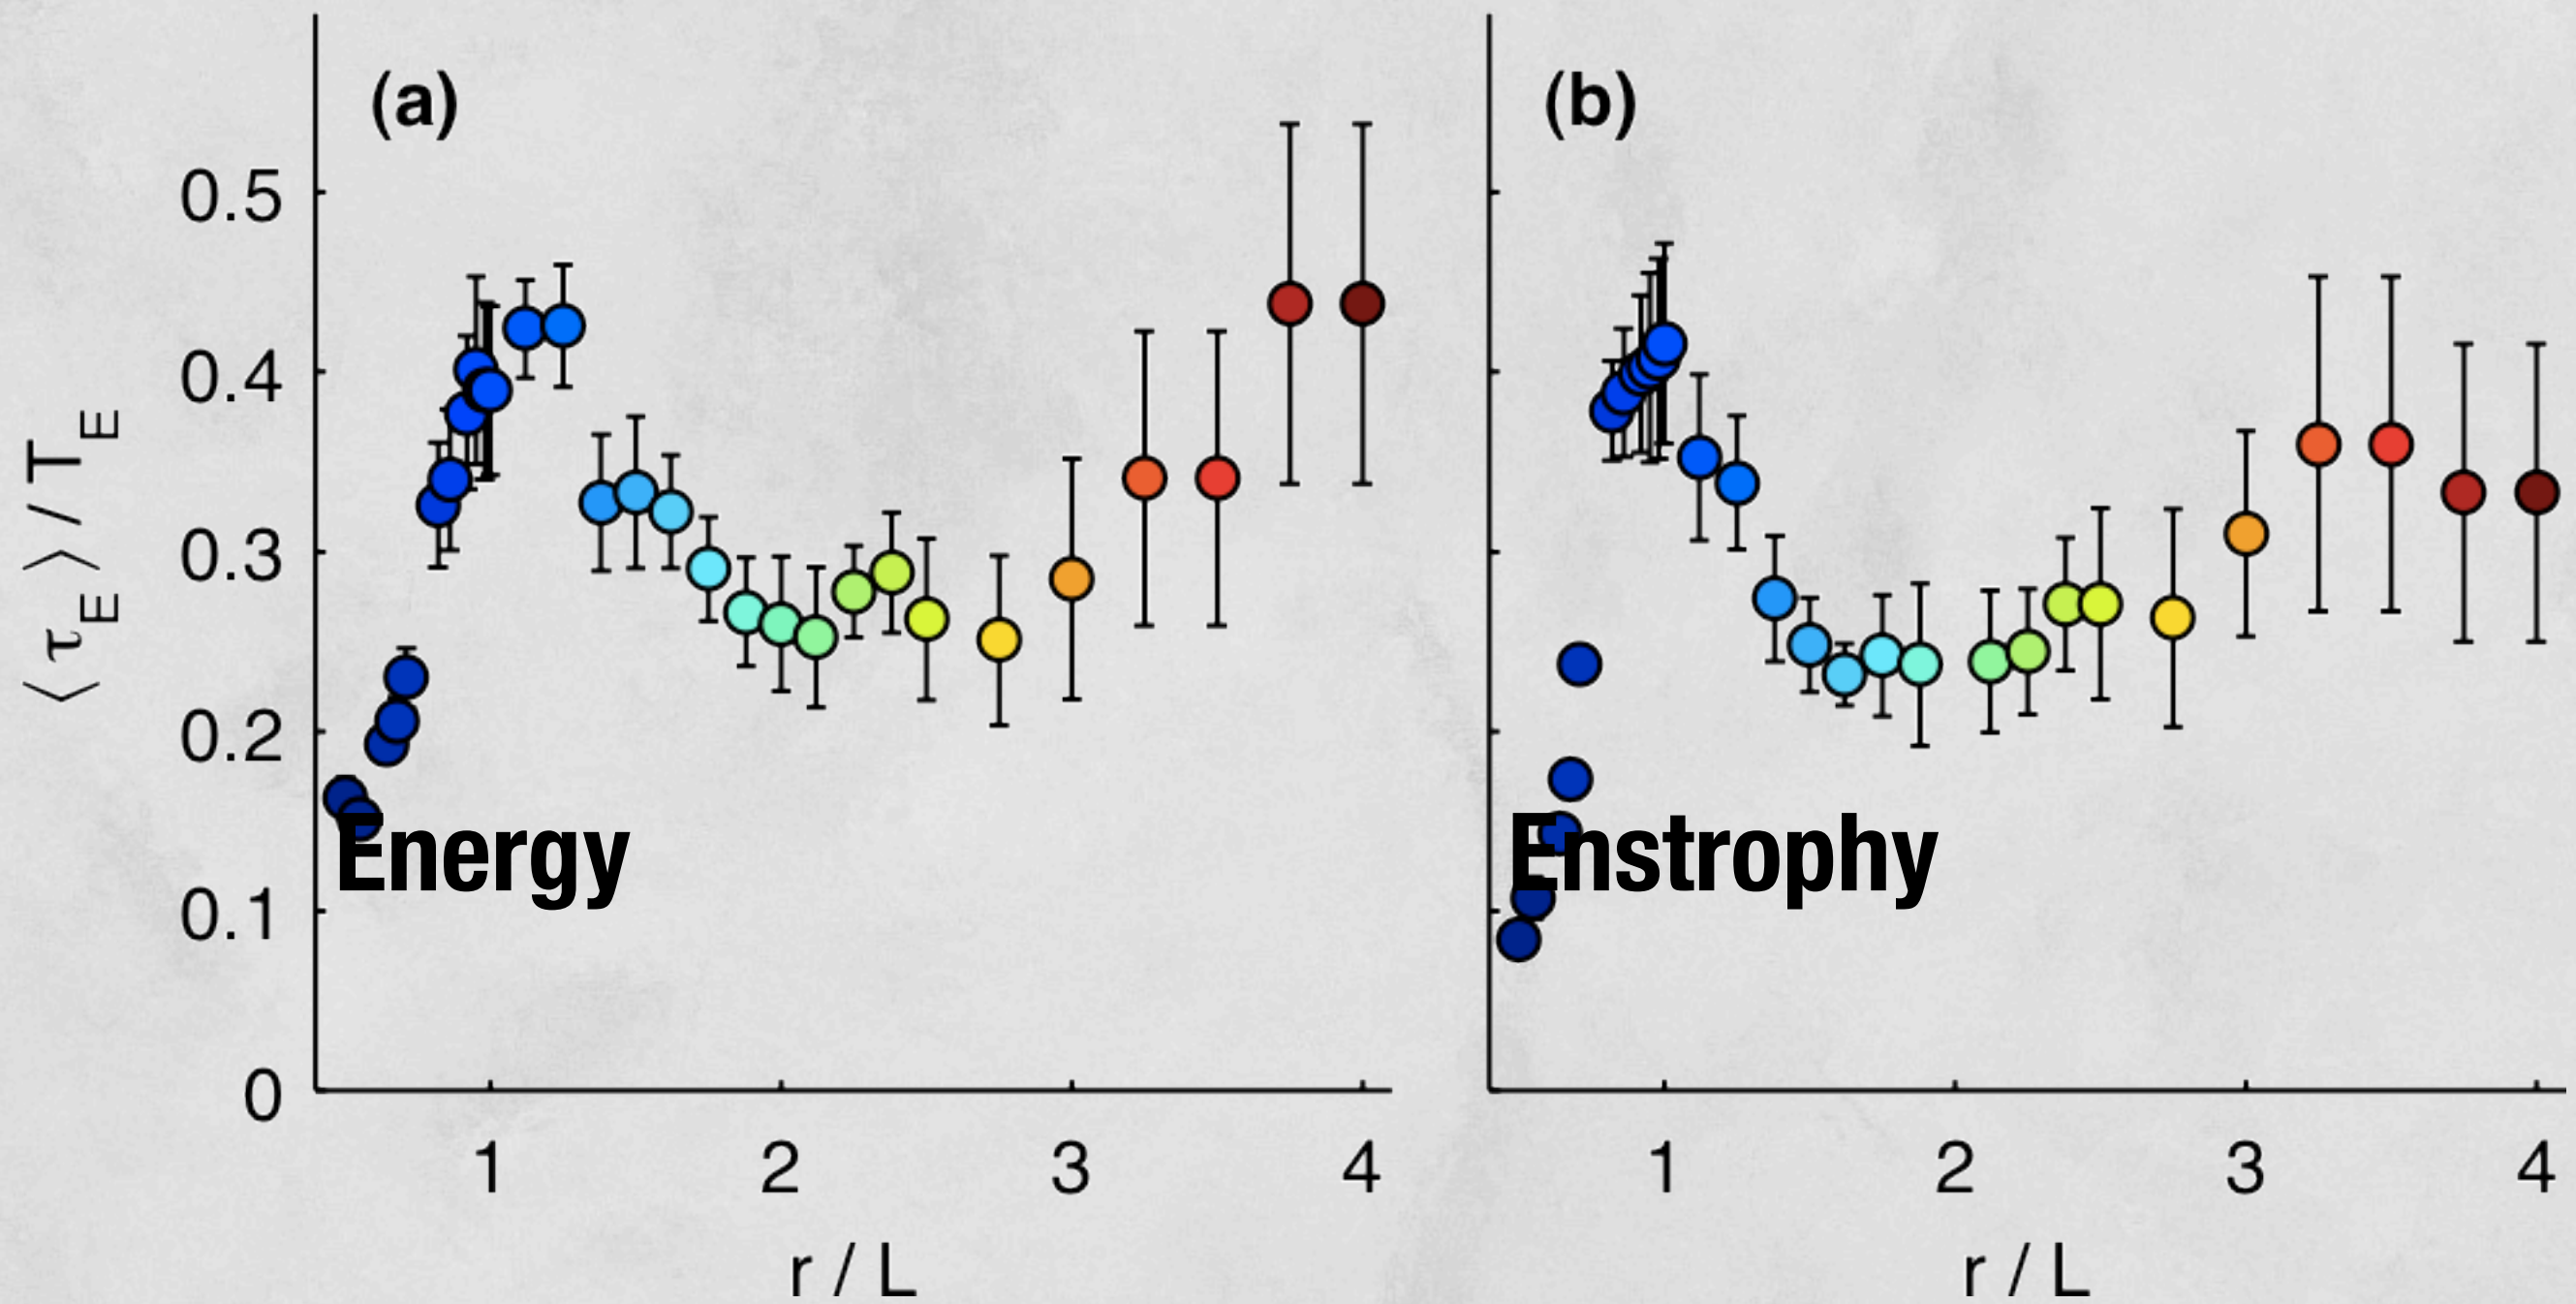 (a)
(b)
0.5
0.4
0.3
0.2
0.1
0
⟨ τ_E ⟩ / T_E
Energy
Enstrophy
1 2 3 4
1 2 3 4
r / L
r / L